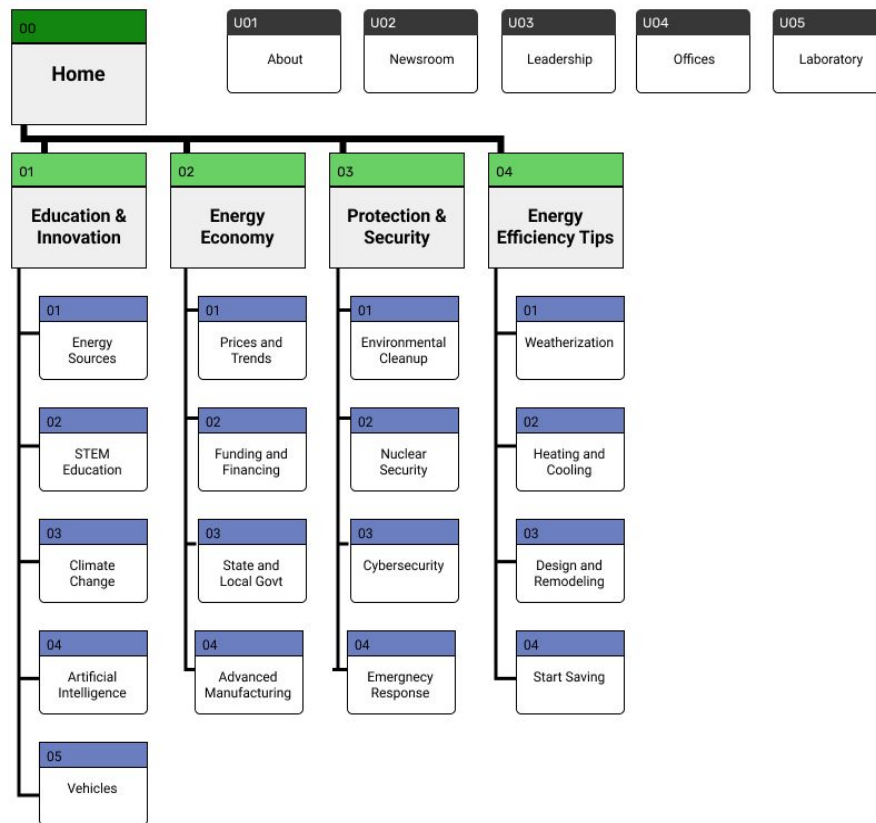 00
Home
U01
About
U02
Newsroom
U03
Leadership
U04
Offices
U05
Laboratory
01
Education &
Innovation
01
Energy
Sources
02
STEM
Education
03
Climate
Change
04
Artificial
Intelligence
05
Vehicles
02
Energy
Economy
01
Prices and
Trends
02
Funding and
Financing
03
State and
Local Govt
04
Advanced
Manufacturing
03
Protection &
Security
01
Environmental
Cleanup
02
Nuclear
Security
03
Cybersecurity
04
Emergnecy
Response
04
Energy
Efficiency Tips
01
Weatherization
02
Heating and
Cooling
03
Design and
Remodeling
04
Start Saving